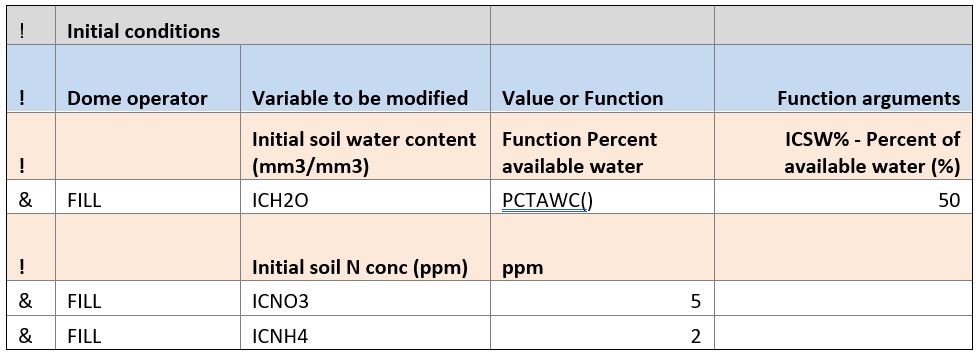 ! Initial conditions
! Dome operator Variable to be modified Value or Function Function arguments
Initial soil water content Function Percent ICSW% - Percent of
! (mm3/mm3) available water available water (%)
& FILL ICH2O PCTAWC() 50
! Initial soil N conc (ppm) ppm
& FILL ICNO3 5
& FILL ICNH4 2